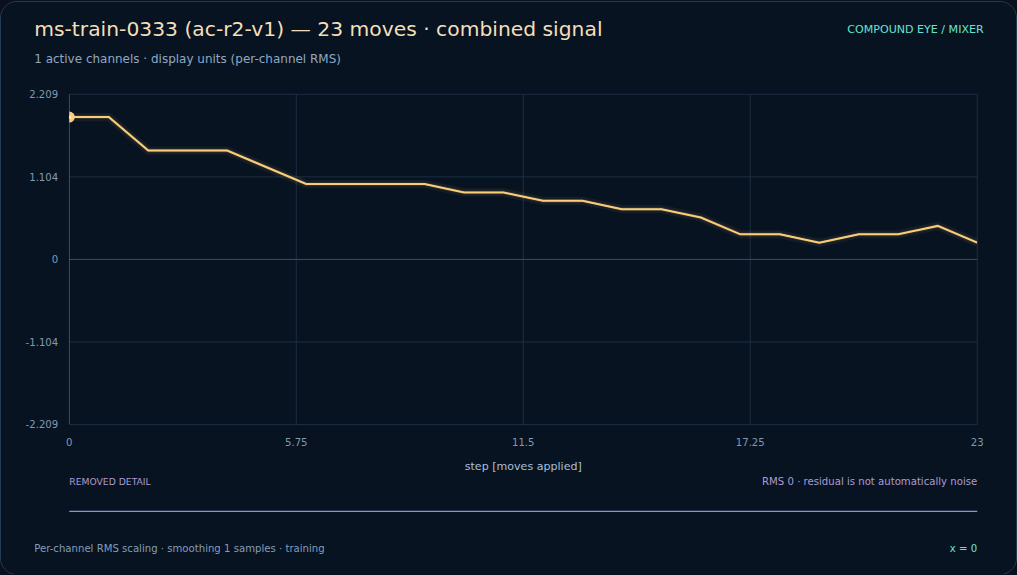 ms-train-0333 (ac-r2-v1) — 23 moves · combined signal
COMPOUND EYE / MIXER
1 active channels · display units (per-channel RMS)
2.209
1.104
0
-1.104
-2.209
0 5.75 11.5 17.25 23
step [moves applied]
REMOVED DETAIL
RMS 0 · residual is not automatically noise
Per-channel RMS scaling · smoothing 1 samples · training
x = 0